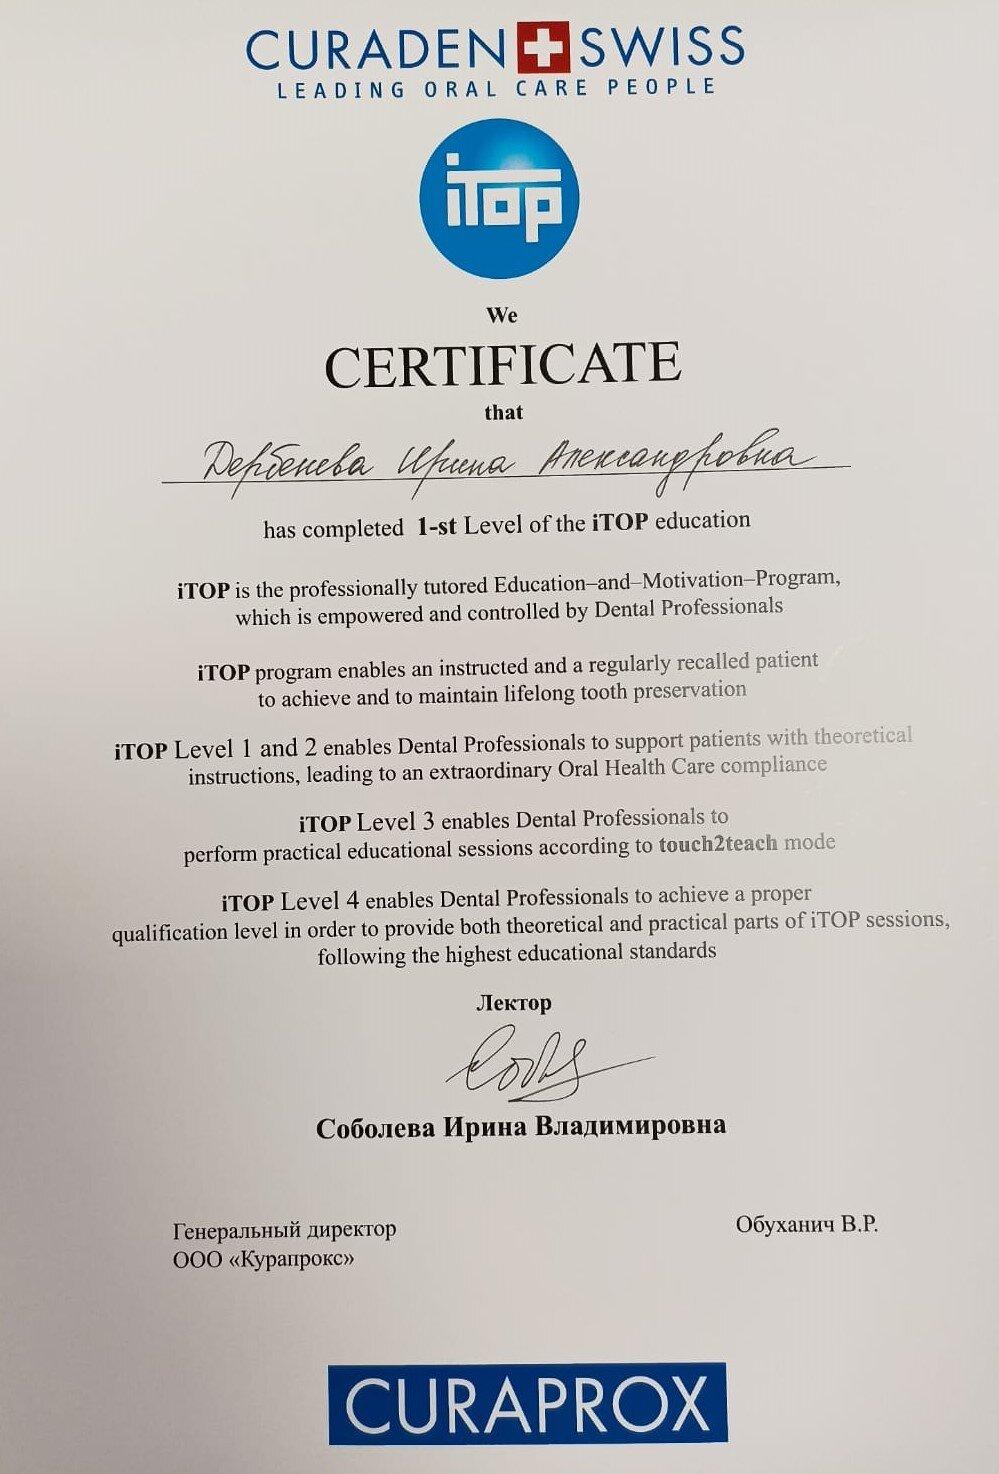 CURADEN SWISS
LEADING ORAL CARE PEOPLE
iTOP
We
CERTIFICATE
that
Дербенева Ирина Александровна
has completed 1-st Level of the iTOP education
iTOP is the professionally tutored Education–and–Motivation–Program,
which is empowered and controlled by Dental Professionals
iTOP program enables an instructed and a regularly recalled patient
to achieve and to maintain lifelong tooth preservation
iTOP Level 1 and 2 enables Dental Professionals to support patients with theoretical
instructions, leading to an extraordinary Oral Health Care compliance
iTOP Level 3 enables Dental Professionals to
perform practical educational sessions according to touch2teach mode
iTOP Level 4 enables Dental Professionals to achieve a proper
qualification level in order to provide both theoretical and practical parts of iTOP sessions,
following the highest educational standards
Лектор
Соболева Ирина Владимировна
Генеральный директор Обуханич В.Р.
ООО «Курапрокс»
CURAPROX